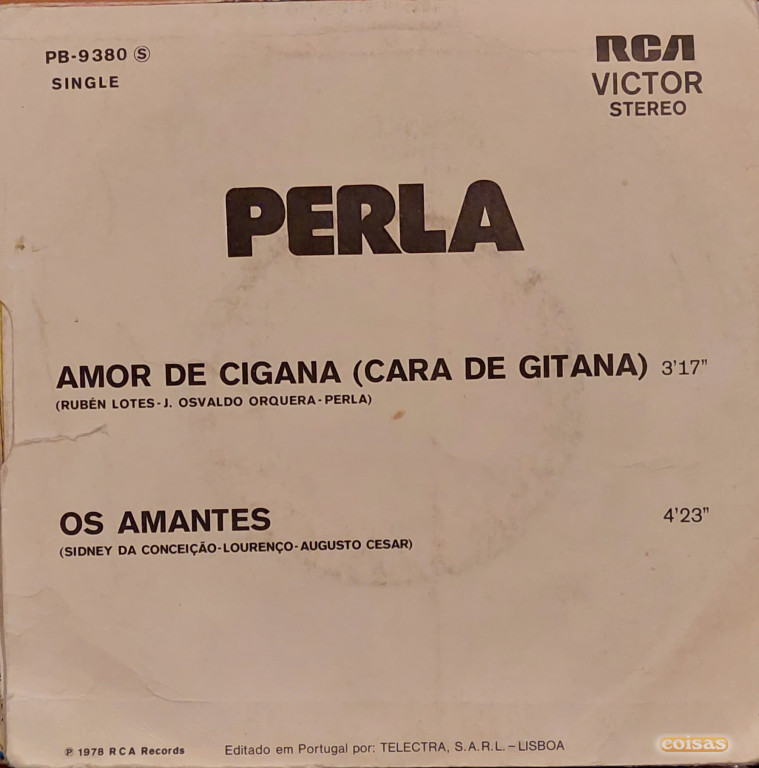 PB-9380 Ⓢ
SINGLE
RCA
VICTOR
STEREO
PERLA
AMOR DE CIGANA (CARA DE GITANA) 3'17"
(RUBÉN LOTES-J. OSVALDO ORQUERA-PERLA)
OS AMANTES 4'23"
(SIDNEY DA CONCEIÇÃO-LOURENÇO-AUGUSTO CESAR)
℗ 1978 RCA Records
Editado em Portugal por: TELECTRA, S.A.R.L. – LISBOA
coisas